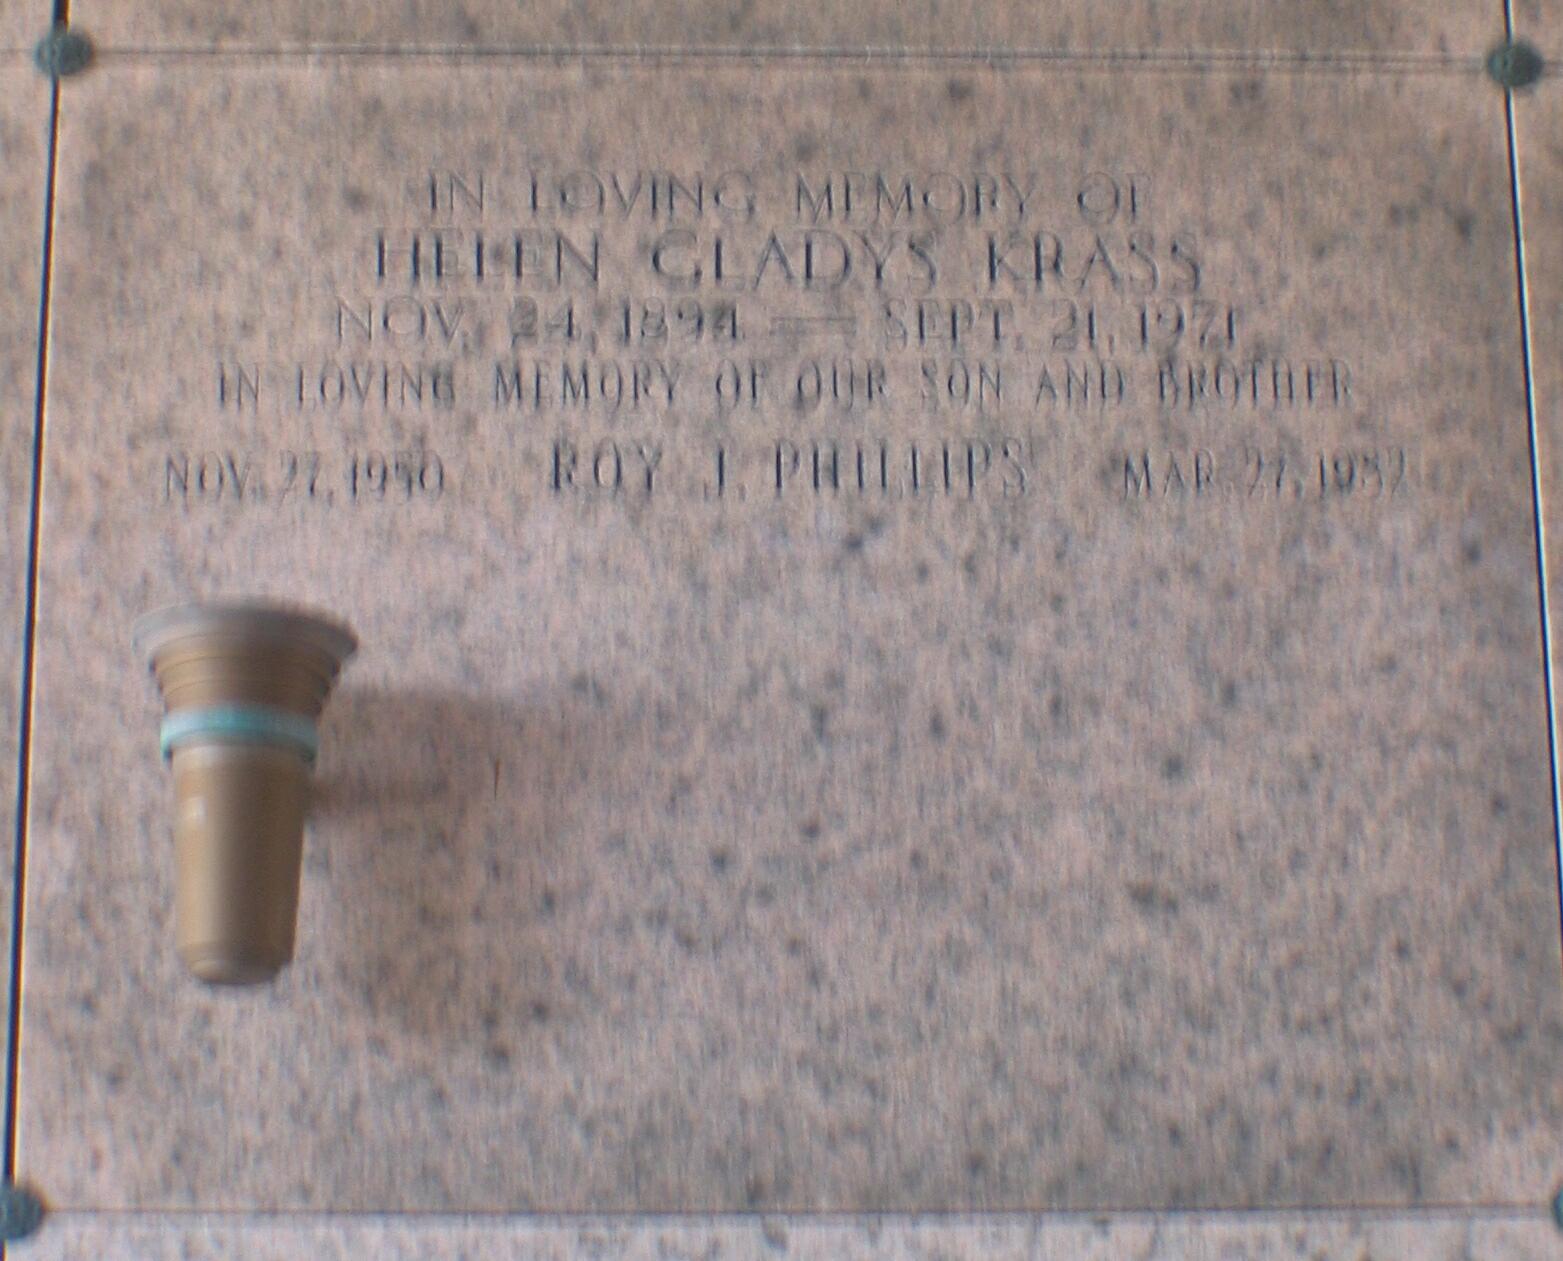 IN LOVING MEMORY OF
HELEN GLADYS KRASS
NOV. 24, 1894 — SEPT. 21, 1971
IN LOVING MEMORY OF OUR SON AND BROTHER
NOV. 27, 1950 ROY J. PHILLIPS MAR. 27, 1982